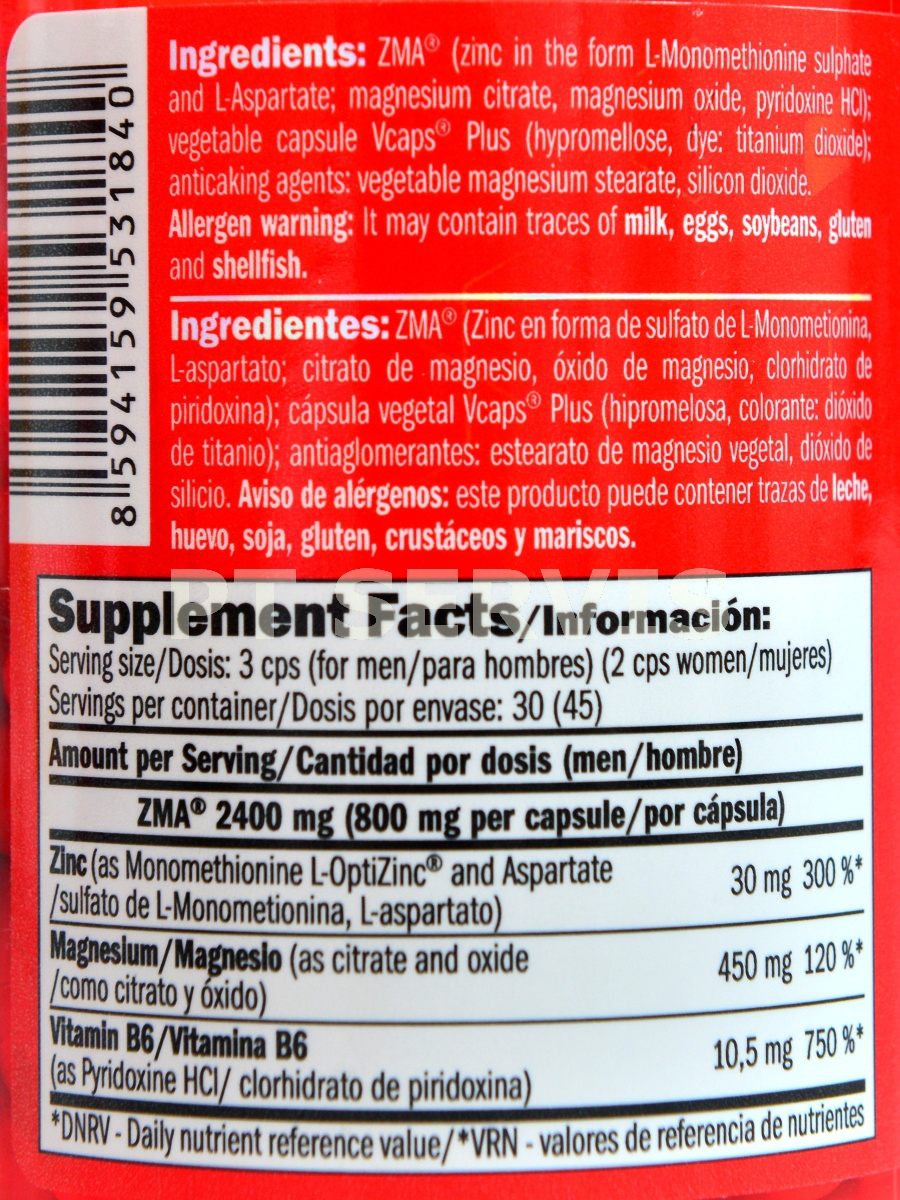 Ingredients: ZMA® (zinc in the form L-Monomethionine sulphate
and L-Aspartate; magnesium citrate, magnesium oxide, pyridoxine HCl);
vegetable capsule Vcaps® Plus (hypromellose, dye: titanium dioxide);
anticaking agents: vegetable magnesium stearate, silicon dioxide.
Allergen warning: It may contain traces of milk, eggs, soybeans, gluten
and shellfish.
Ingredientes: ZMA® (Zinc en forma de sulfato de L-Monometionina,
L-aspartato; citrato de magnesio, óxido de magnesio, clorhidrato de
piridoxina); cápsula vegetal Vcaps® Plus (hipromelosa, colorante: dióxido
de titanio); antiaglomerantes: estearato de magnesio vegetal, dióxido de
silicio. Aviso de alérgenos: este producto puede contener trazas de leche,
huevo, soja, gluten, crustáceos y mariscos.
8 594159 531840
PT SERVIS
Supplement Facts/Información:
Serving size/Dosis: 3 cps (for men/para hombres) (2 cps women/mujeres)
Servings per container/Dosis por envase: 30 (45)
Amount per Serving/Cantidad por dosis (men/hombre)
ZMA® 2400 mg (800 mg per capsule/por cápsula)
Zinc (as Monomethionine L-OptiZinc® and Aspartate
/sulfato de L-Monometionina, L-aspartato) 30 mg 300 %*
Magnesium/Magnesio (as citrate and oxide
/como citrato y óxido) 450 mg 120 %*
Vitamin B6/Vitamina B6
(as Pyridoxine HCl/ clorhidrato de piridoxina) 10,5 mg 750 %*
*DNRV - Daily nutrient reference value/*VRN - valores de referencia de nutrientes